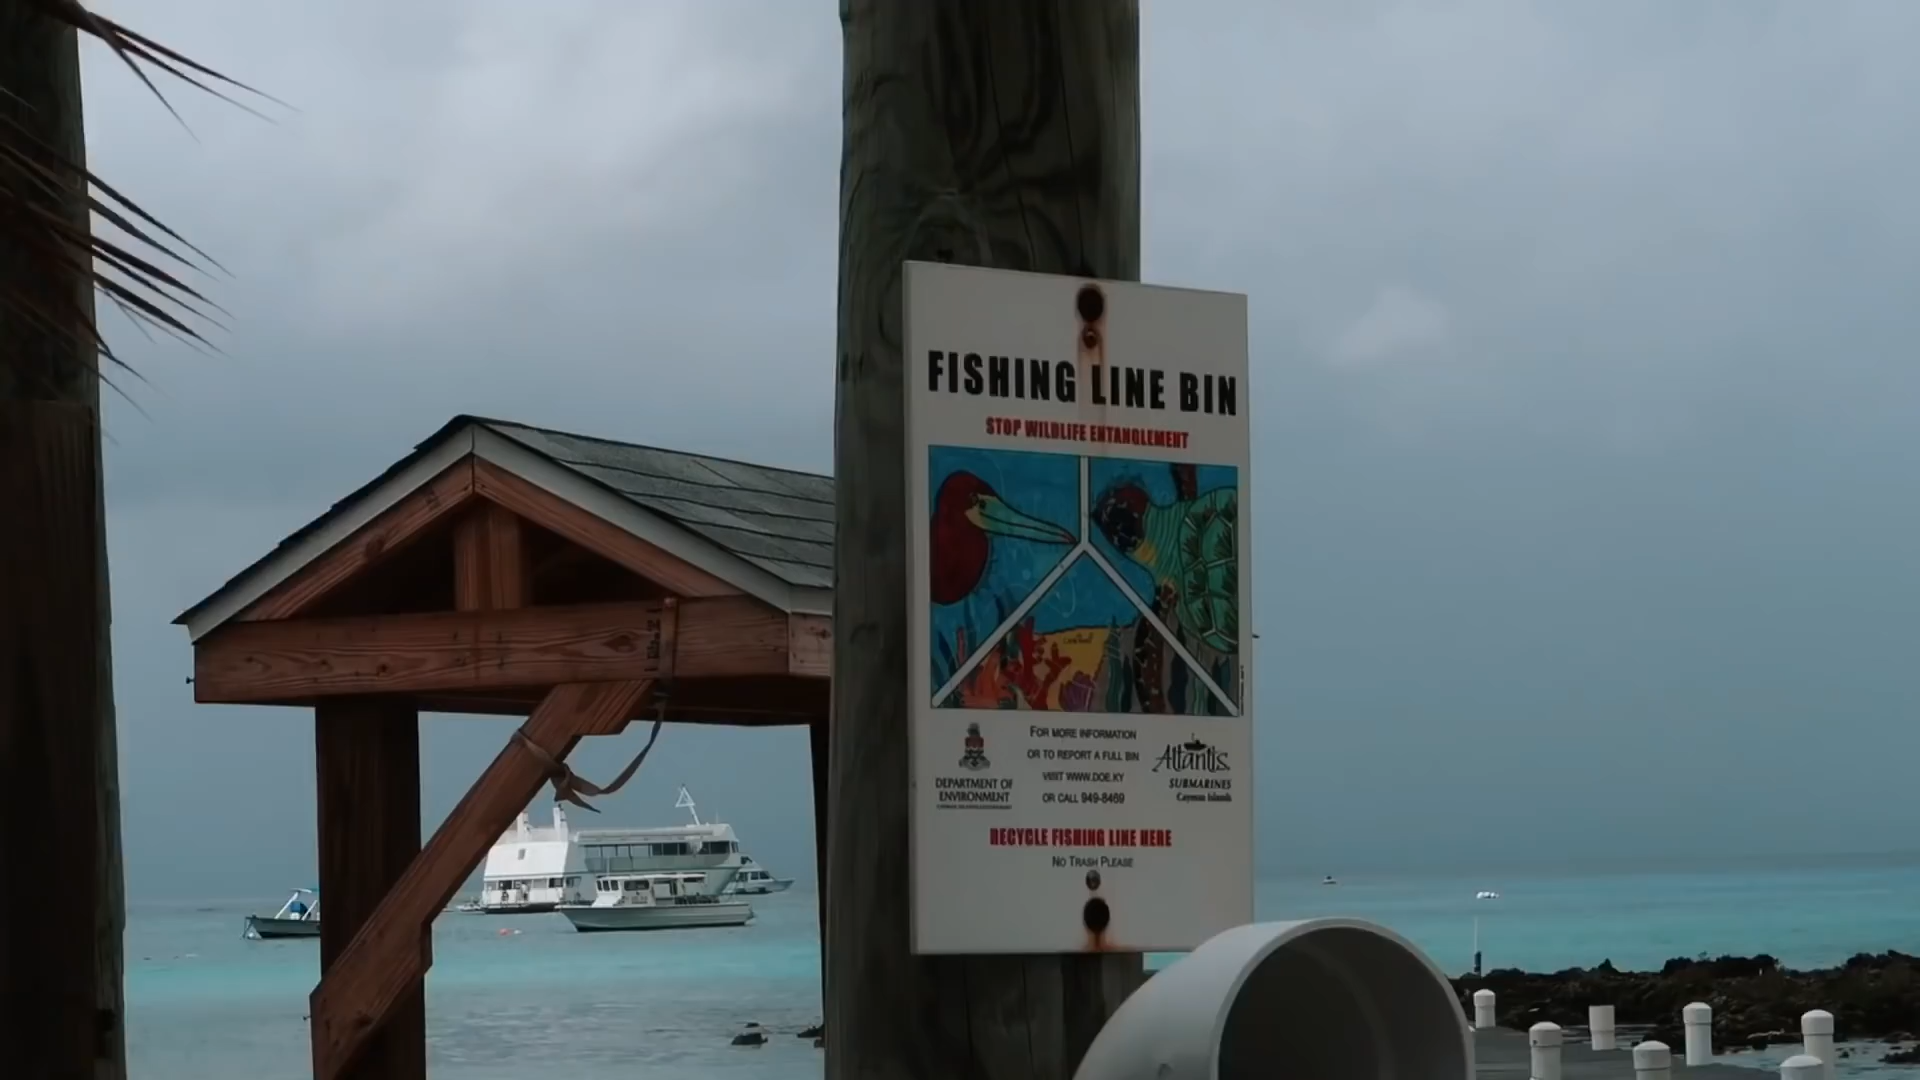 FISHING LINE BIN
STOP WILDLIFE ENTANGLEMENT
FOR MORE INFORMATION
OR TO REPORT A FULL BIN
VISIT WWW.DOE.KY
OR CALL 949-8469
DEPARTMENT OF
ENVIRONMENT
Atlantis
SUBMARINES
Cayman Islands
RECYCLE FISHING LINE HERE
NO TRASH PLEASE